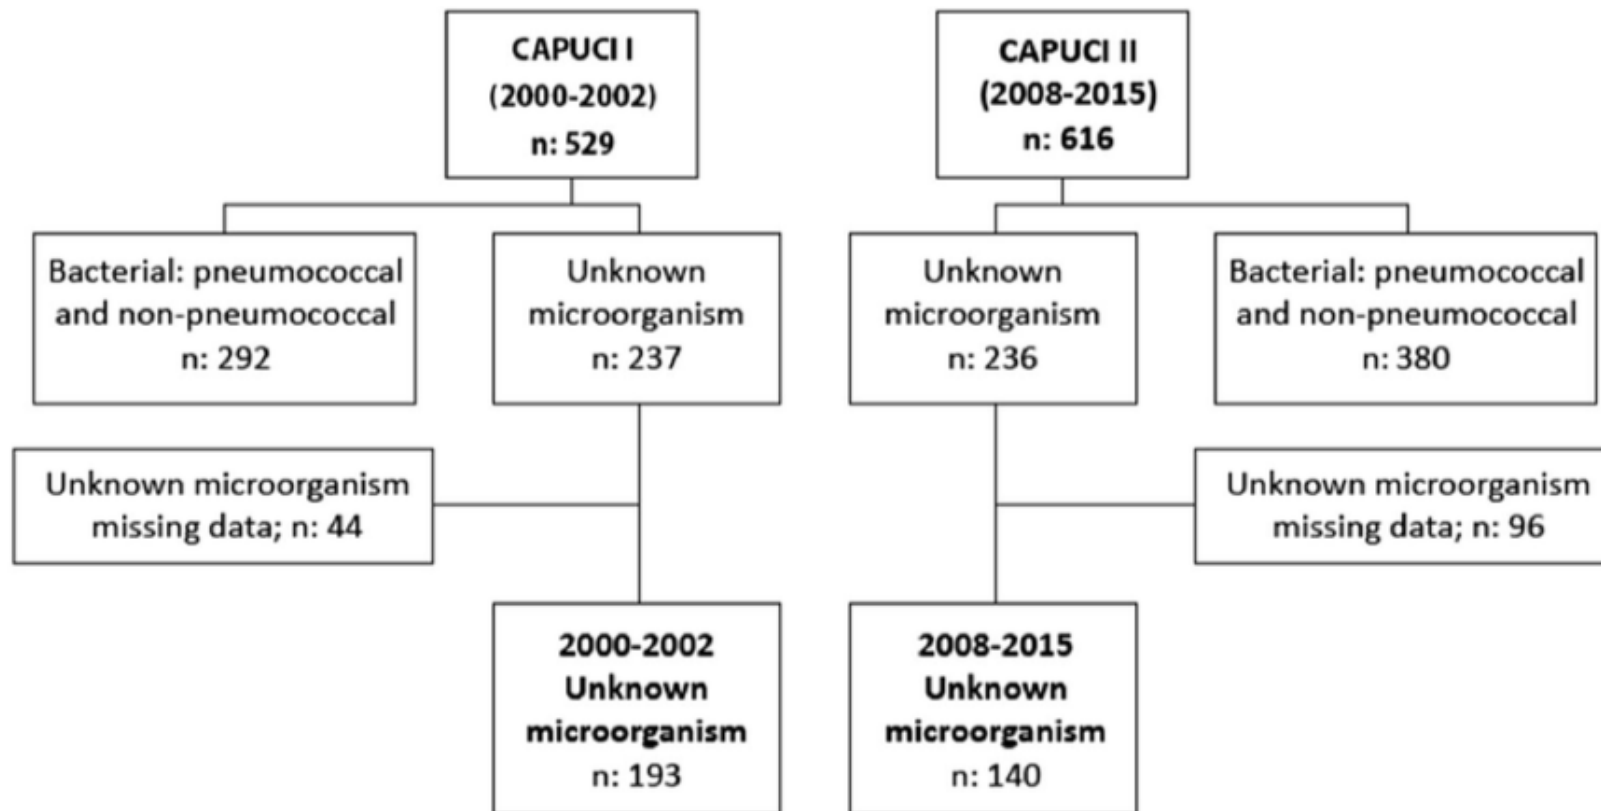 CAPUCI I
(2000-2002)
n: 529
CAPUCI II
(2008-2015)
n: 616
Bacterial: pneumococcal
and non-pneumococcal
n: 292
Unknown
microorganism
n: 237
Unknown
microorganism
n: 236
Bacterial: pneumococcal
and non-pneumococcal
n: 380
Unknown microorganism
missing data; n: 44
Unknown microorganism
missing data; n: 96
2000-2002
Unknown
microorganism
n: 193
2008-2015
Unknown
microorganism
n: 140